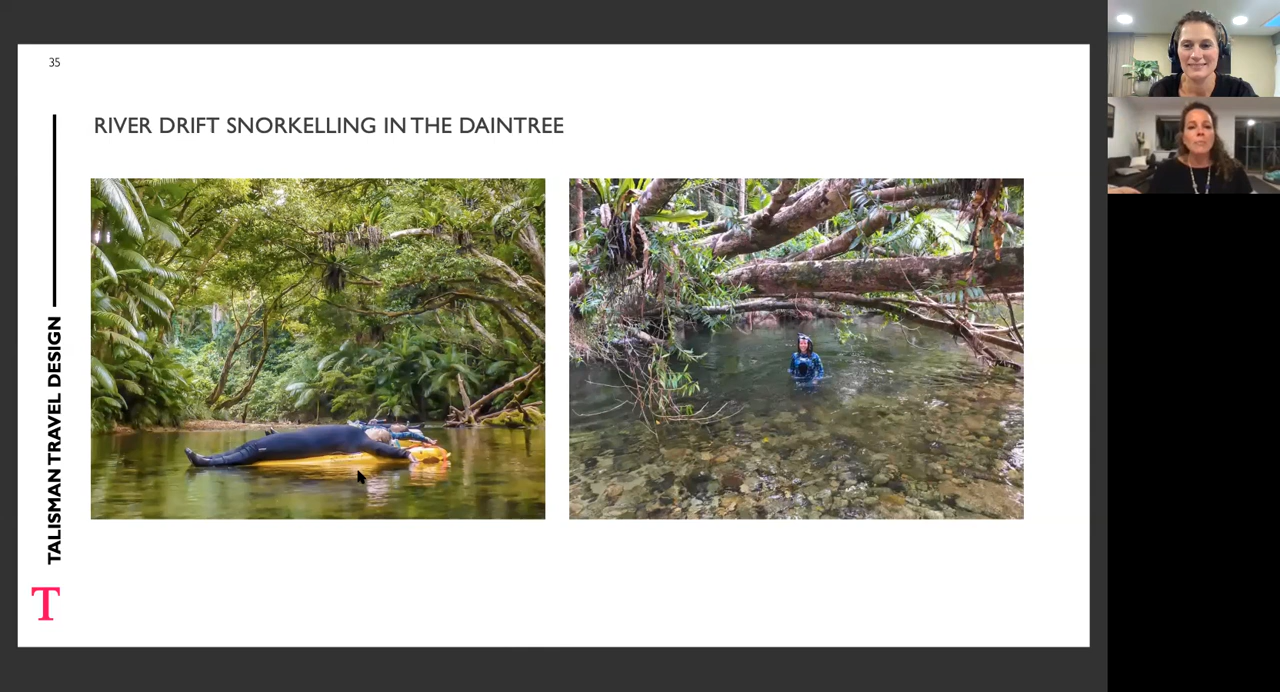 35
RIVER DRIFT SNORKELLING IN THE DAINTREE
TALISMAN TRAVEL DESIGN
T